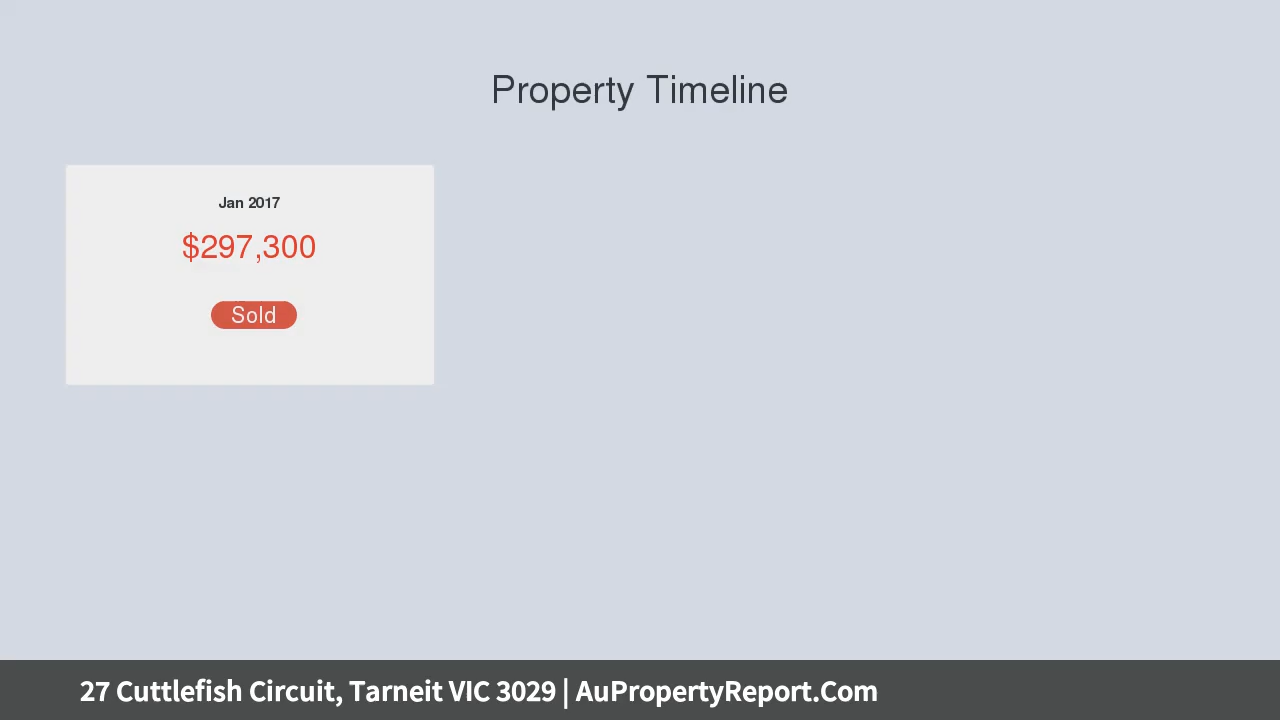 Property Timeline
Jan 2017
$297,300
Sold
27 Cuttlefish Circuit, Tarneit VIC 3029 | AuPropertyReport.Com